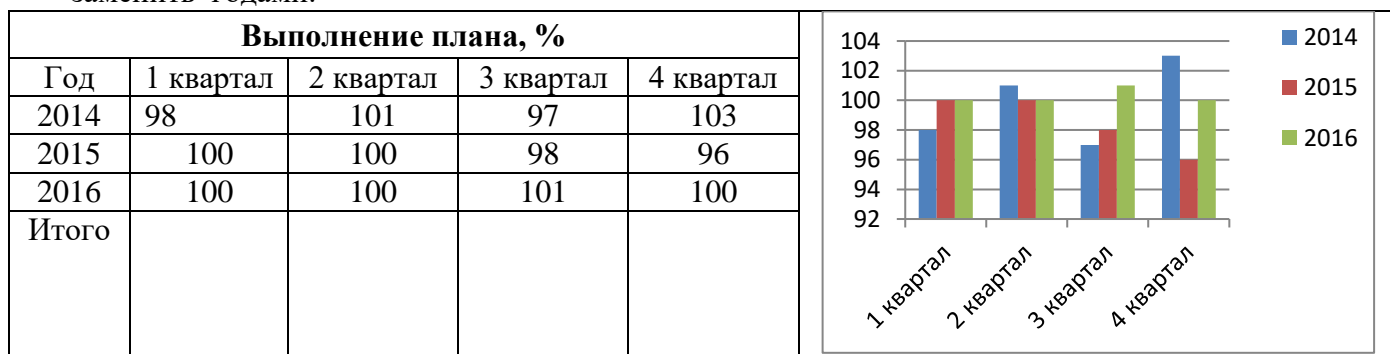 заменить годами.
Выполнение плана, %
Год 1 квартал 2 квартал 3 квартал 4 квартал
2014 98 101 97 103
2015 100 100 98 96
2016 100 100 101 100
Итого
104
102
100
98
96
94
92
1 квартал 2 квартал 3 квартал 4 квартал
2014
2015
2016